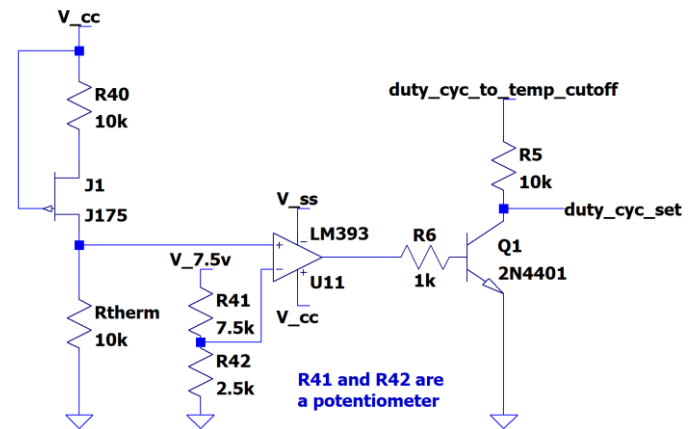 V_cc
R40
10k
duty_cyc_to_temp_cutoff
R5
10k
J1
J175
V_ss
duty_cyc_set
LM393
R6
Q1
V_7.5v
+
−
−
+
U11
1k
2N4401
R41
7.5k
V_cc
Rtherm
10k
R42
2.5k
R41 and R42 are
a potentiometer